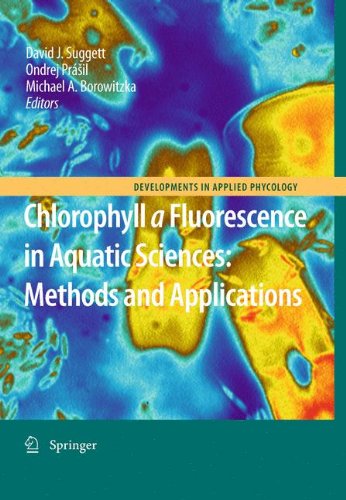 David J. Suggett
Ondrej Prášil
Michael A. Borowitzka
Editors
DEVELOPMENTS IN APPLIED PHYCOLOGY
Chlorophyll a Fluorescence
in Aquatic Sciences:
Methods and Applications
Springer